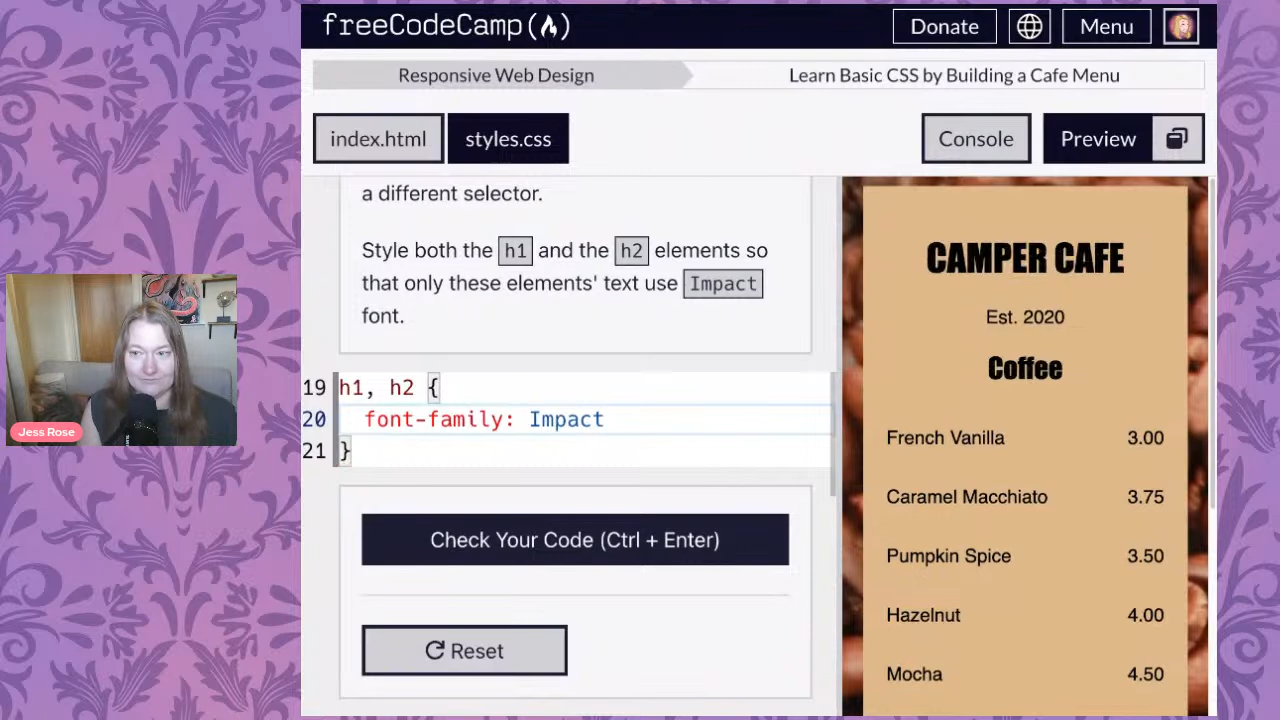 freeCodeCamp(🔥)
Donate
Menu
Responsive Web Design
Learn Basic CSS by Building a Cafe Menu
index.html
styles.css
Console
Preview
a different selector.
Style both the h1 and the h2 elements so
that only these elements' text use Impact
font.
19 h1, h2 {
20 font-family: Impact
21 }
Check Your Code (Ctrl + Enter)
Reset
CAMPER CAFE
Est. 2020
Coffee
French Vanilla 3.00
Caramel Macchiato 3.75
Pumpkin Spice 3.50
Hazelnut 4.00
Mocha 4.50
Jess Rose